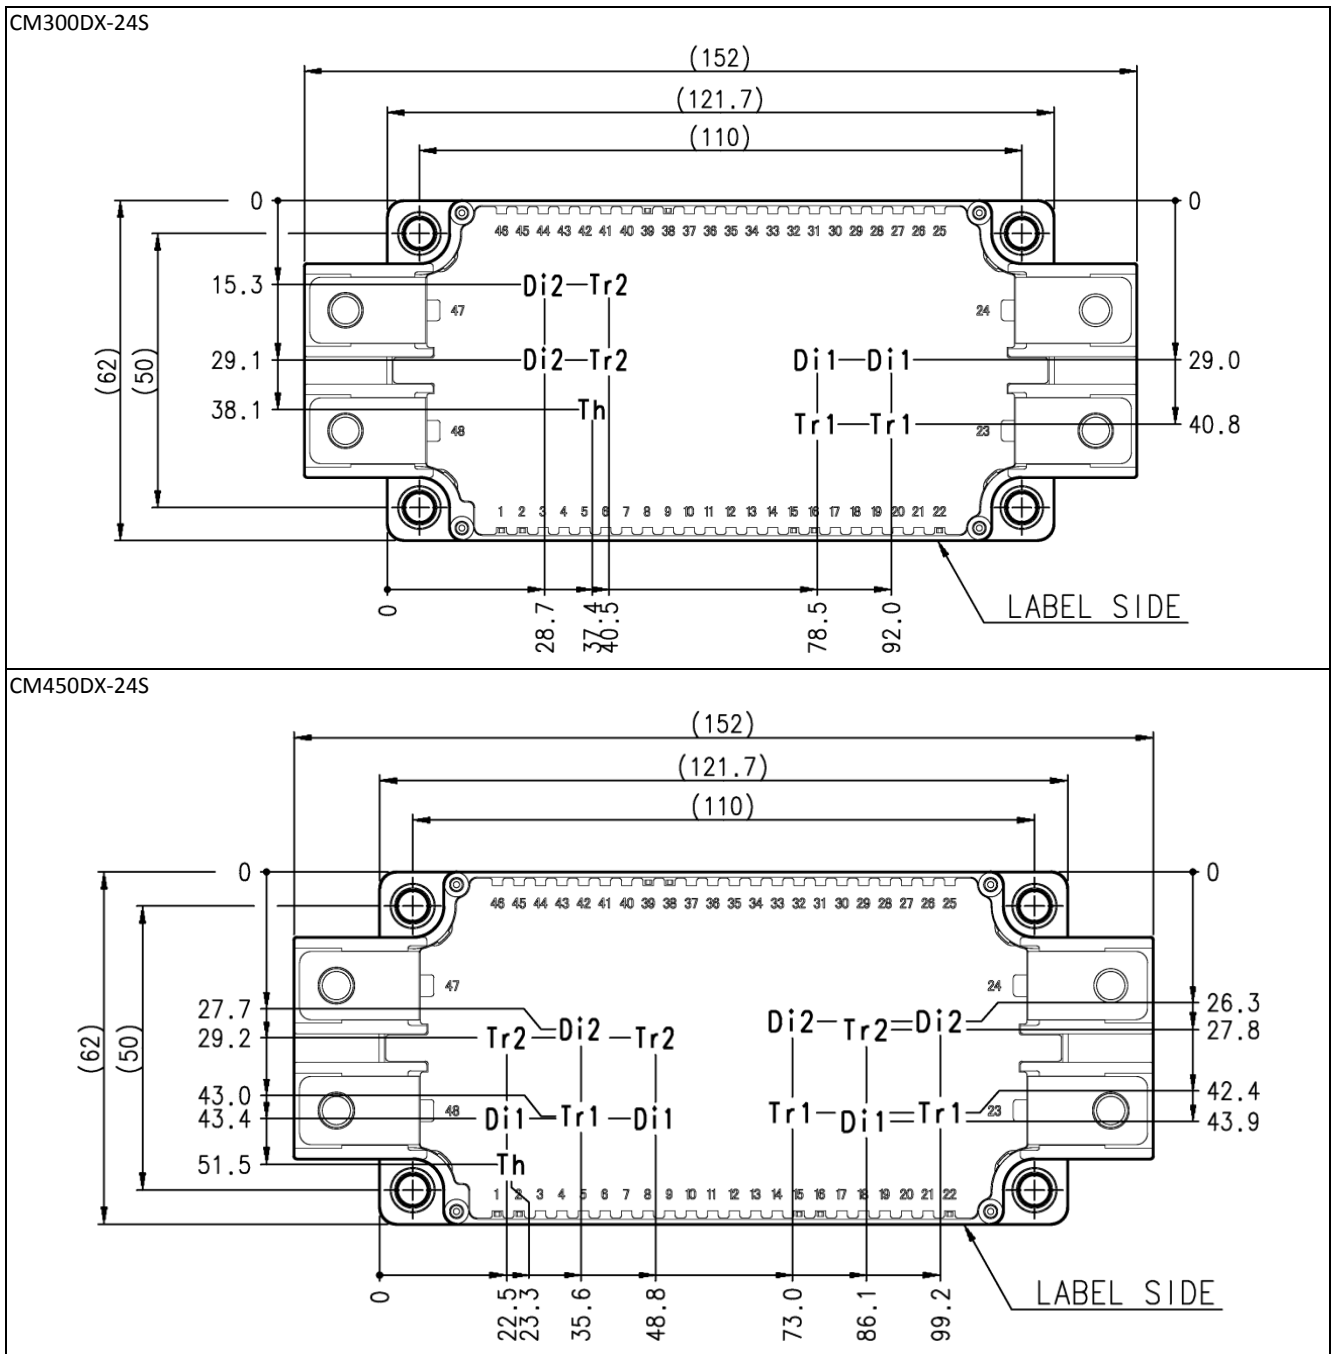 CM300DX-24S
(152)
(121.7)
(110)
0
0
46 45 44 43 42 41 40 39 38 37 36 35 34 33 32 31 30 29 28 27 26 25
15.3
Di2 Tr2
47
24
(62)
(50)
29.1
Di2 Tr2
Di1 Di1
29.0
38.1
Th
Tr1 Tr1
40.8
48
23
1 2 3 4 5 6 7 8 9 10 11 12 13 14 15 16 17 18 19 20 21 22
0
28.7
37.4
40.5
78.5
92.0
LABEL SIDE
CM450DX-24S
(152)
(121.7)
(110)
0
0
46 45 44 43 42 41 40 39 38 37 36 35 34 33 32 31 30 29 28 27 26 25
47
24
27.7
Di2
Di2 Tr2 Di2
26.3
(62)
(50)
29.2
Tr2
Tr2
27.8
43.0
48
Tr1
Tr1 Tr1
23
42.4
43.4
Di1
Di1
Di1
43.9
51.5
Th
1 2 3 4 5 6 7 8 9 10 11 12 13 14 15 16 17 18 19 20 21 22
0
22.5
23.3
35.6
48.8
73.0
86.1
99.2
LABEL SIDE